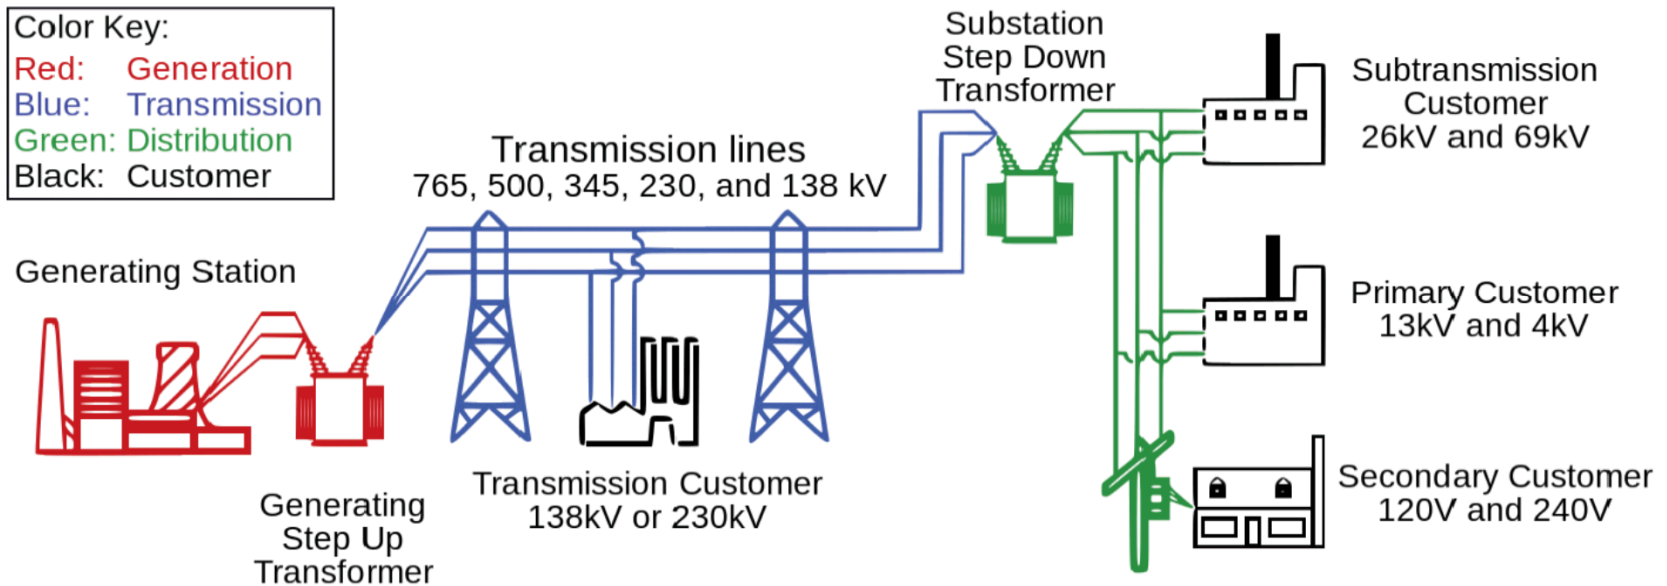 Color Key:
Red: Generation
Blue: Transmission
Green: Distribution
Black: Customer
Substation
Step Down
Transformer
Subtransmission
Customer
26kV and 69kV
Transmission lines
765, 500, 345, 230, and 138 kV
Generating Station
Primary Customer
13kV and 4kV
Generating
Step Up
Transformer
Transmission Customer
138kV or 230kV
Secondary Customer
120V and 240V